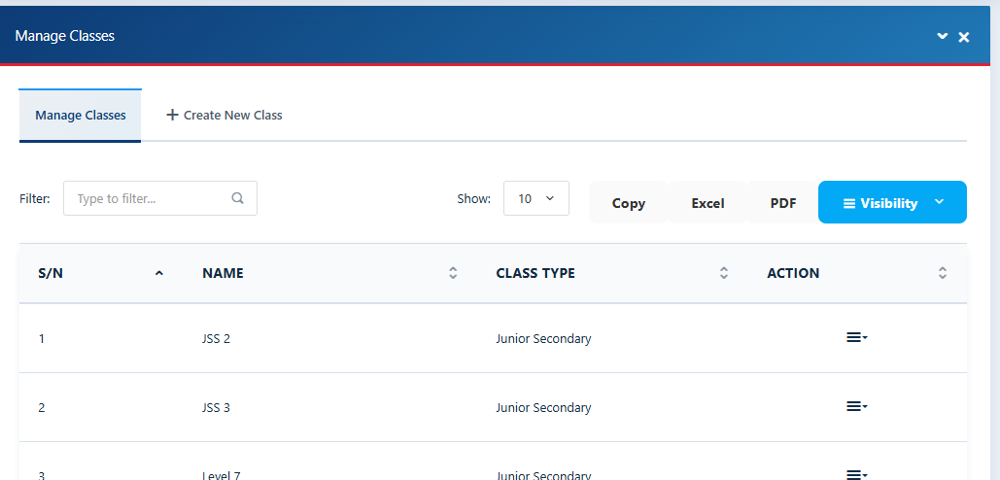 Manage Classes
Manage Classes
Create New Class
Filter: Type to filter... Show: 10 Copy Excel PDF Visibility
S/N NAME CLASS TYPE ACTION
1 JSS 2 Junior Secondary
2 JSS 3 Junior Secondary
3 Level 7 Junior Secondary